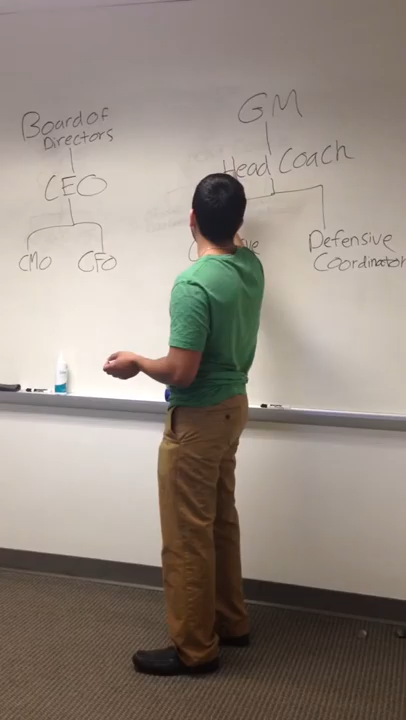 Board of
Directors
CEO
CMO
CFO
GM
Head Coach
Defensive
Coordinator